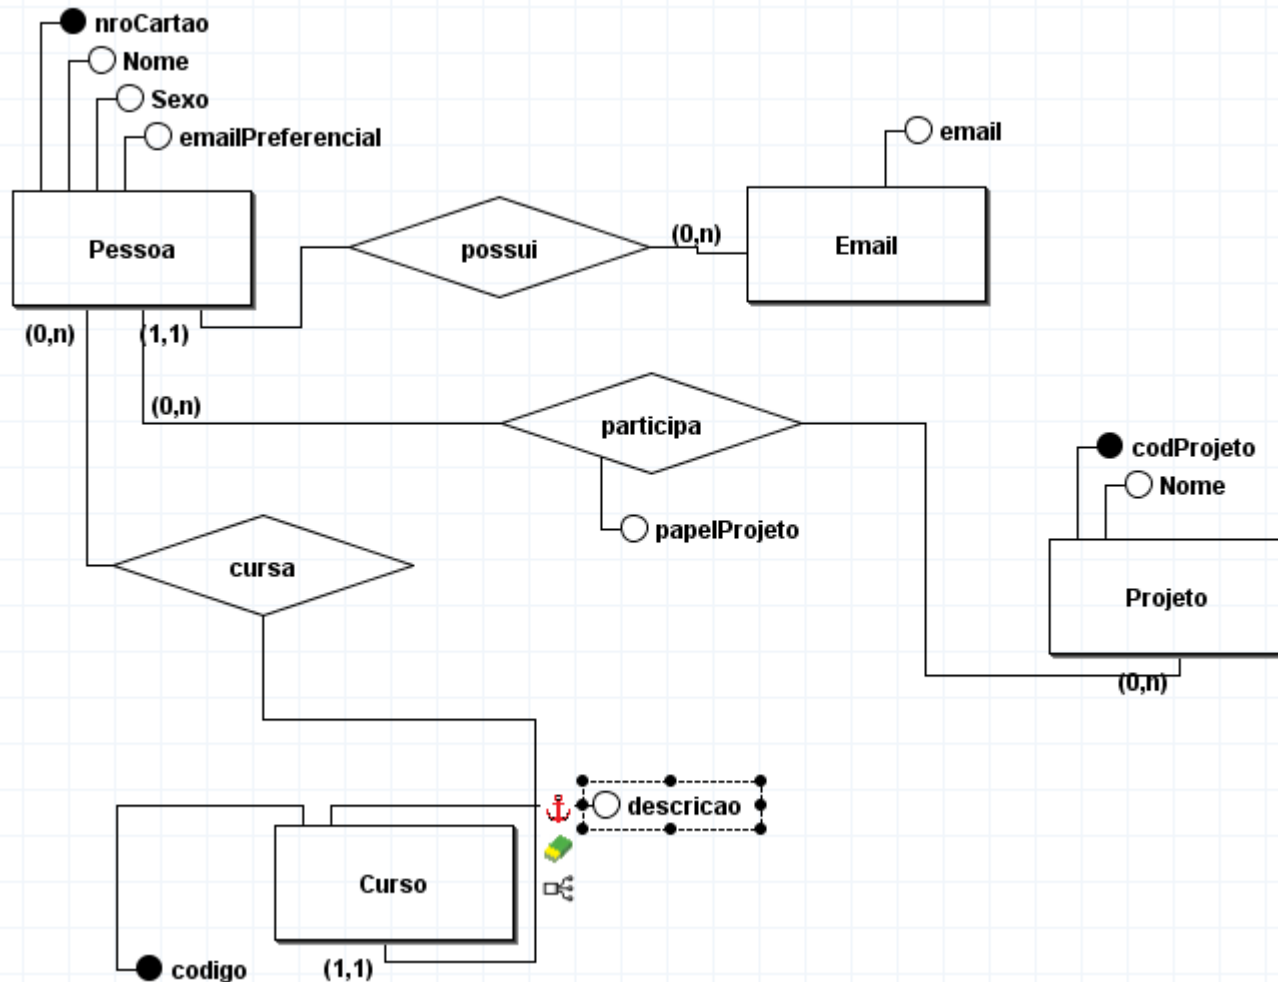 nroCartao
Nome
Sexo
emailPreferencial
email
Pessoa
possui
(0,n)
Email
(0,n)
(1,1)
(0,n)
participa
codProjeto
Nome
papelProjeto
cursa
Projeto
(0,n)
descricao
Curso
codigo
(1,1)